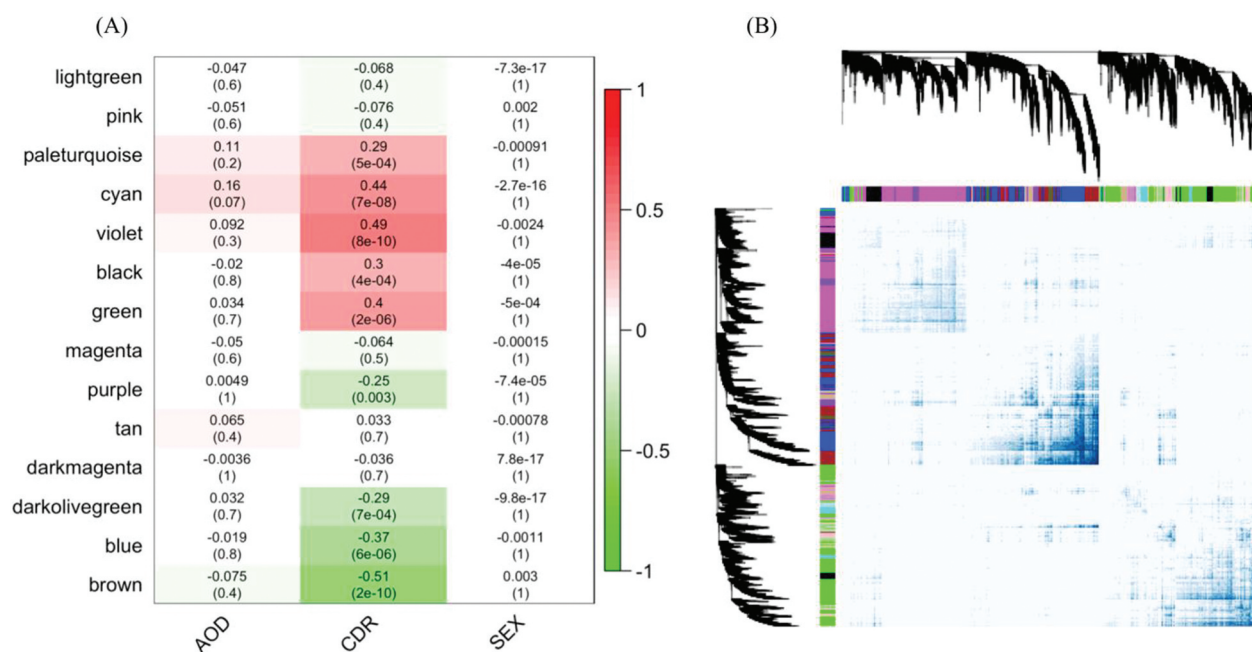 (A)
(B)
lightgreen -0.047 -0.068 -7.3e-17
(0.6) (0.4) (1)
pink -0.051 -0.076 0.002
(0.6) (0.4) (1)
paleturquoise 0.11 0.29 -0.00091
(0.2) (5e-04) (1)
cyan 0.16 0.44 -2.7e-16
(0.07) (7e-08) (1)
violet 0.092 0.49 -0.0024
(0.3) (8e-10) (1)
black -0.02 0.3 -4e-05
(0.8) (4e-04) (1)
green 0.034 0.4 -5e-04
(0.7) (2e-06) (1)
magenta -0.05 -0.064 -0.00015
(0.6) (0.5) (1)
purple 0.0049 -0.25 -7.4e-05
(1) (0.003) (1)
tan 0.065 0.033 -0.00078
(0.4) (0.7) (1)
darkmagenta -0.0036 -0.036 7.8e-17
(1) (0.7) (1)
darkolivegreen 0.032 -0.29 -9.8e-17
(0.7) (7e-04) (1)
blue -0.019 -0.37 -0.0011
(0.8) (6e-06) (1)
brown -0.075 -0.51 0.003
(0.4) (2e-10) (1)
AOD CDR SEX
1
0.5
0
-0.5
-1